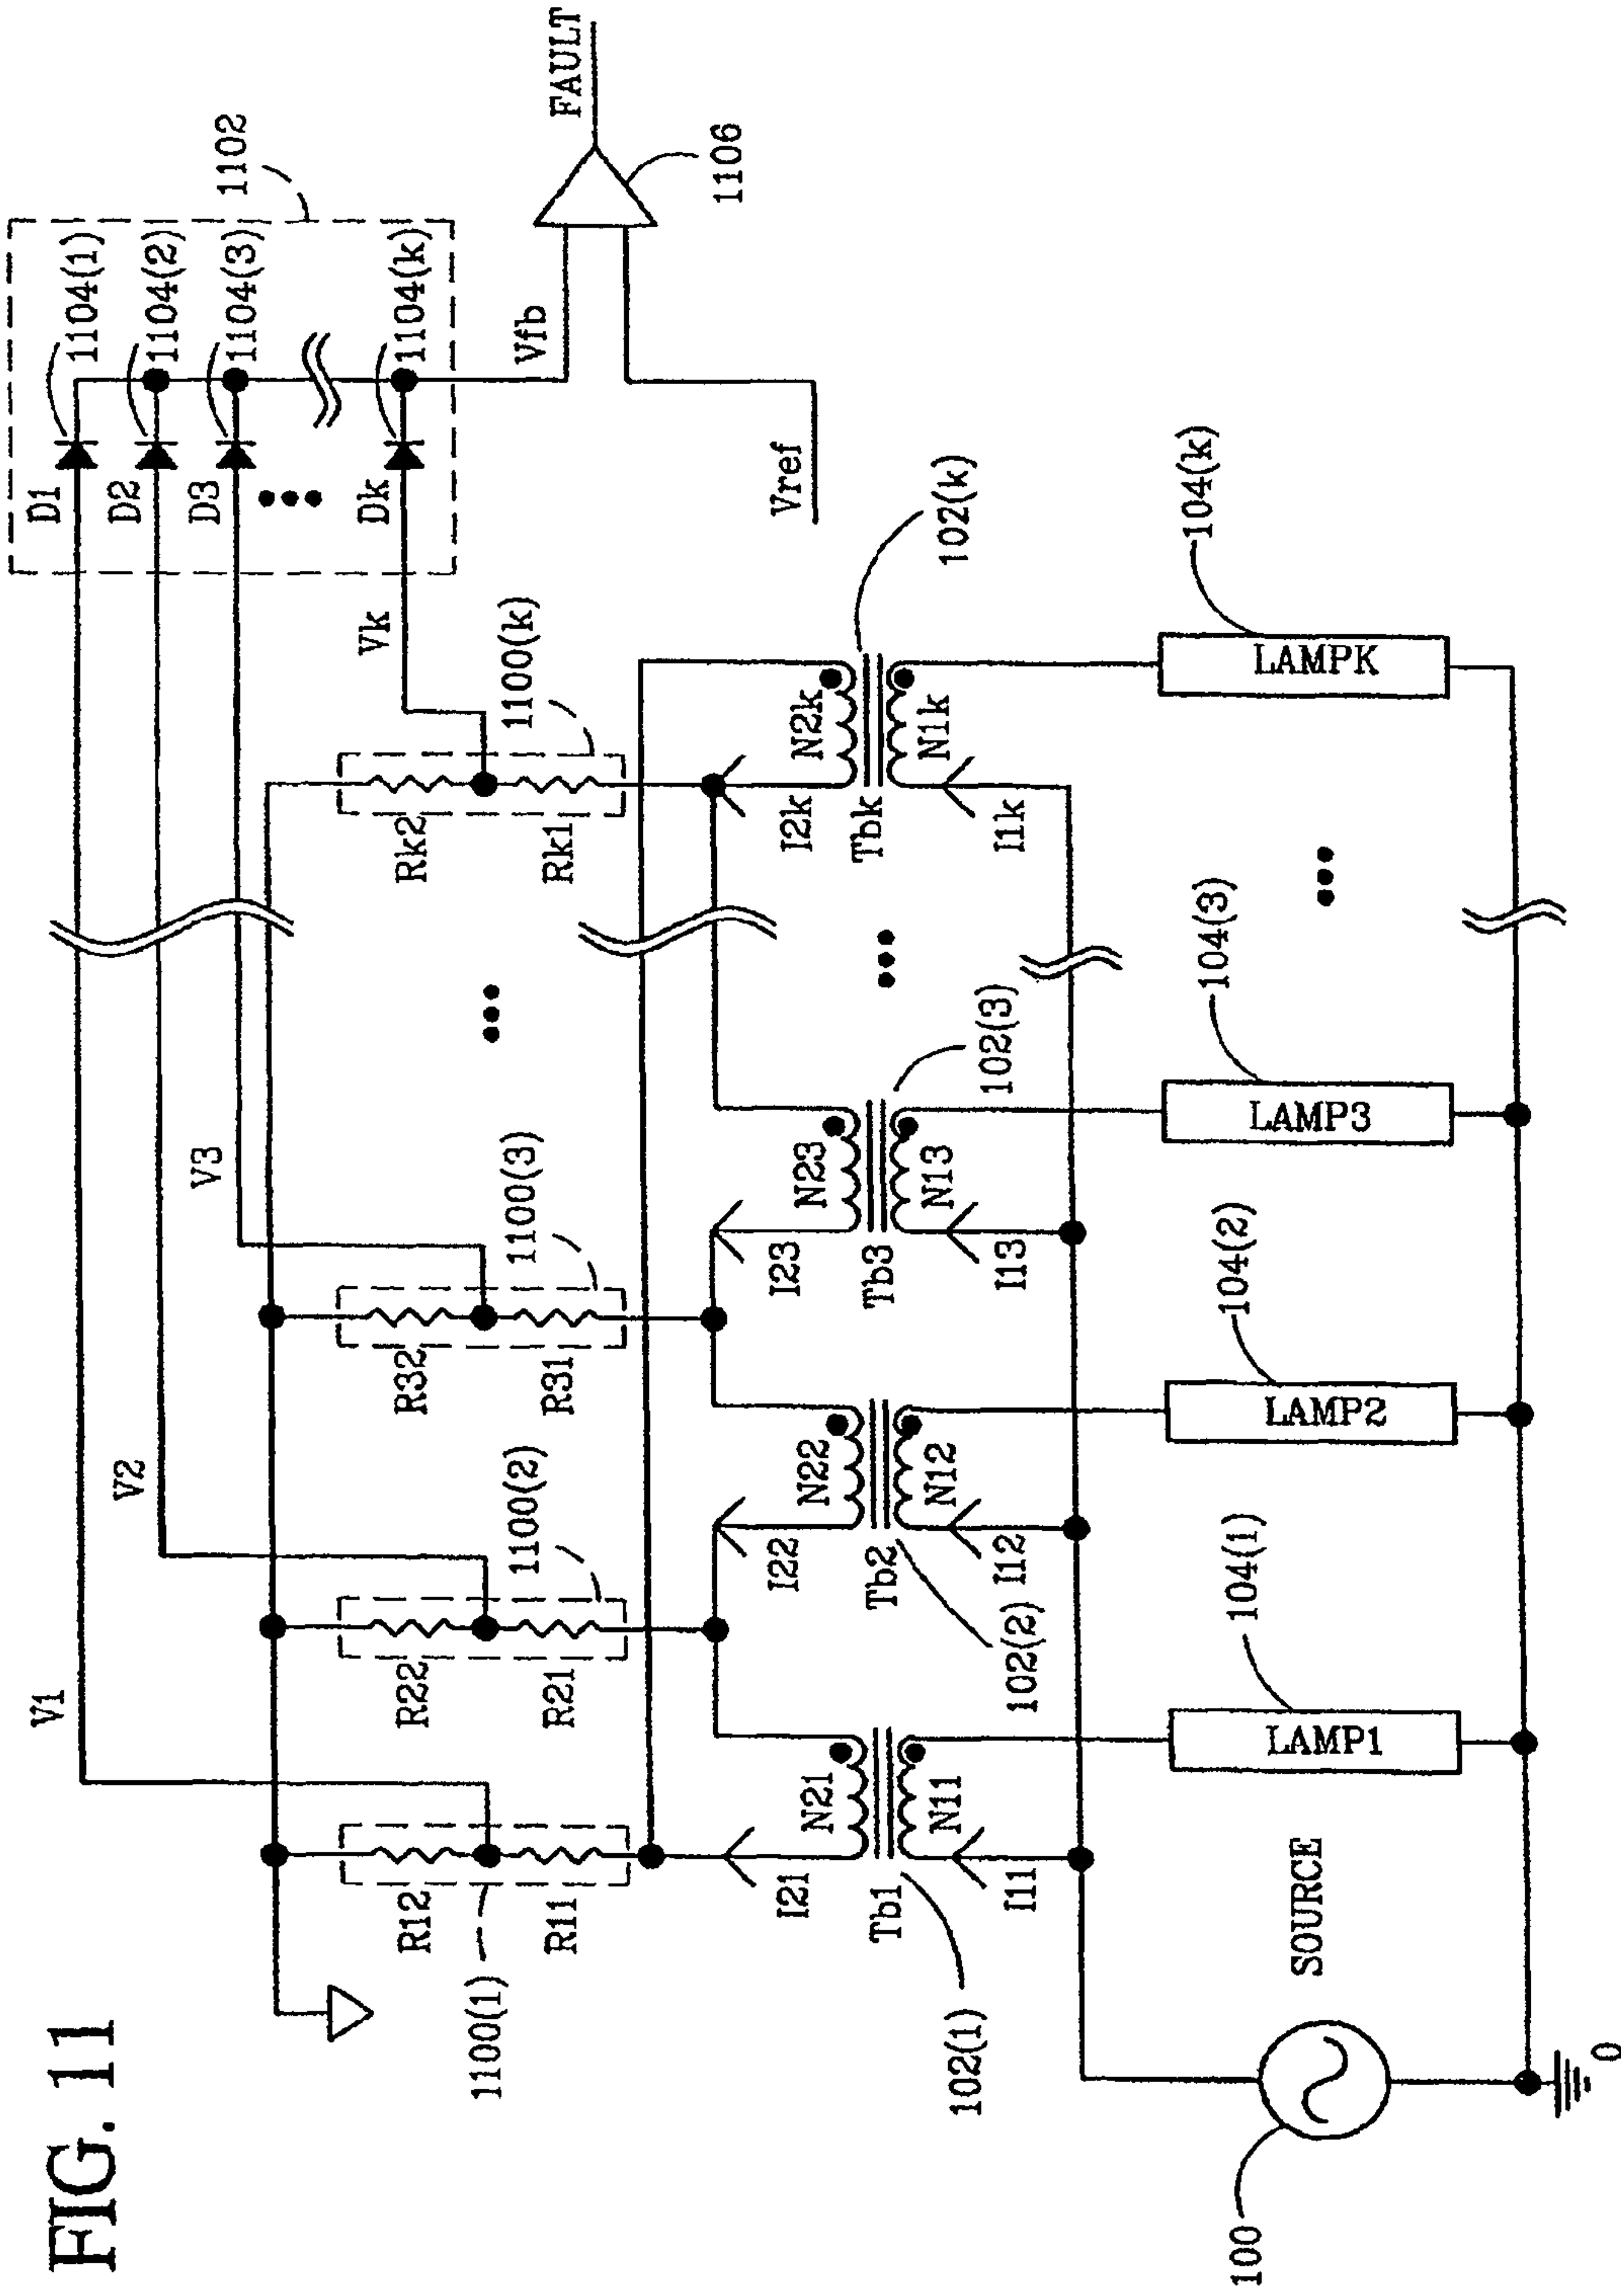 FIG. 11
1102
D1 1104(1)
D2 1104(2)
D3 1104(3)
Dk 1104(k)
V1
V2
V3
Vk
Vfb
FAULT
1106
Vref
R12
R11
1100(1)
R22
R21
1100(2)
R32
R31
1100(3)
Rk2
Rk1
1100(k)
I21
N21
Tb1
N11
I11
102(1)
I22
N22
Tb2
N12
I12
102(2)
I23
N23
Tb3
N13
I13
102(3)
I2k
N2k
Tbk
N1k
I1k
102(k)
100
SOURCE
LAMP1
104(1)
LAMP2
104(2)
LAMP3
104(3)
LAMPK
104(k)
0